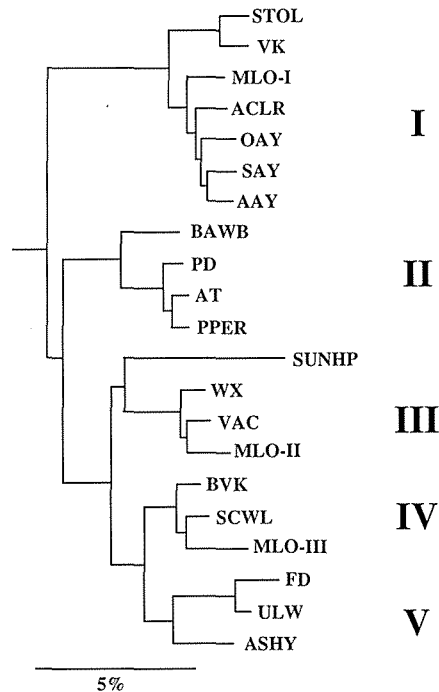 STOL
VK
MLO-I
ACLR
I
OAY
SAY
AAY
BAWB
PD
II
AT
PPER
SUNHP
WX
III
VAC
MLO-II
BVK
IV
SCWL
MLO-III
FD
ULW
V
ASHY
5%